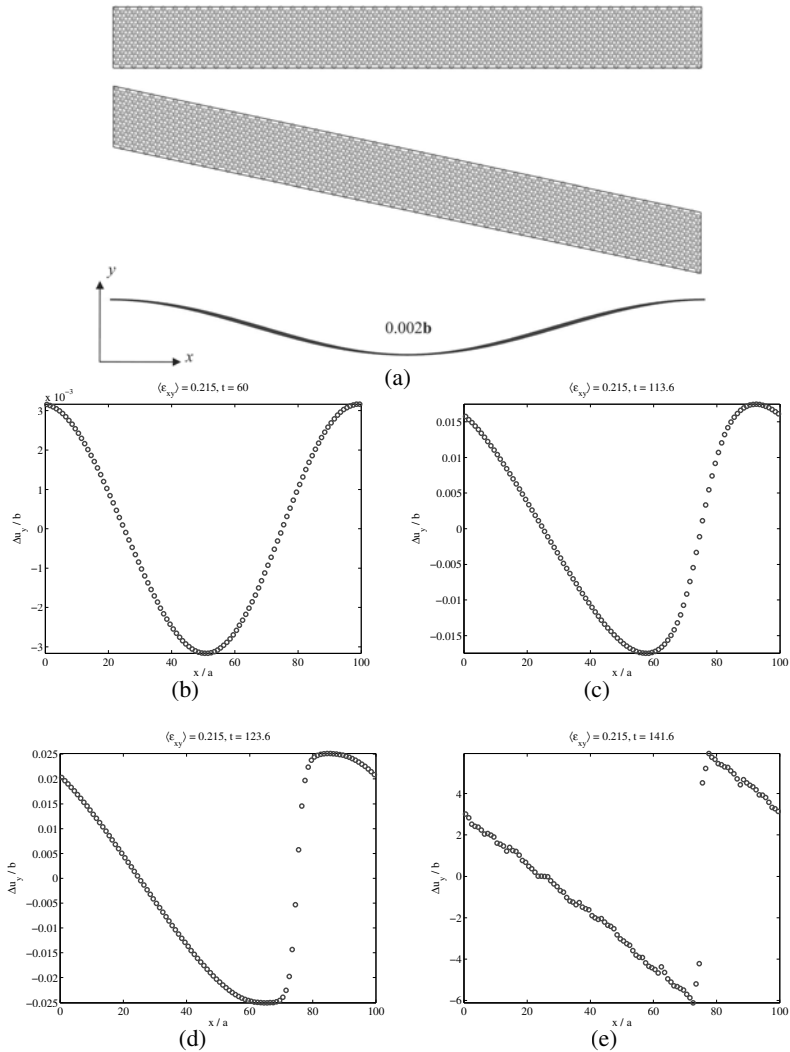 y
0.002b
x
(a)
⟨ε_xy⟩ = 0.215, t = 60
x 10⁻³
3
2
1
0
−1
−2
−3
Δu_y / b
0 20 40 60 80 100
x / a
(b)
⟨ε_xy⟩ = 0.215, t = 113.6
0.015
0.01
0.005
0
−0.005
−0.01
−0.015
Δu_y / b
0 20 40 60 80 100
x / a
(c)
⟨ε_xy⟩ = 0.215, t = 123.6
0.025
0.02
0.015
0.01
0.005
0
−0.005
−0.01
−0.015
−0.02
−0.025
Δu_y / b
0 20 40 60 80 100
x / a
(d)
⟨ε_xy⟩ = 0.215, t = 141.6
4
2
0
−2
−4
−6
Δu_y / b
0 20 40 60 80 100
x / a
(e)